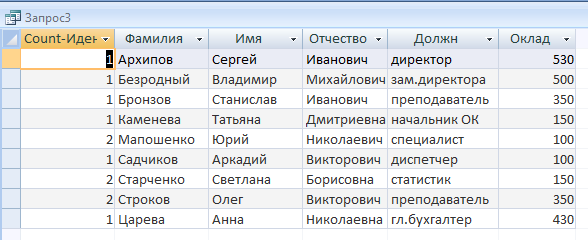 Запрос3
Count-Иден Фамилия Имя Отчество Должн Оклад
1 Архипов Сергей Иванович директор 530
1 Безродный Владимир Михайлович зам.директора 500
1 Бронзов Станислав Иванович преподаватель 350
1 Каменева Татьяна Дмитриевна начальник ОК 150
2 Мапошенко Юрий Николаевич специалист 100
1 Садчиков Аркадий Викторович диспетчер 100
2 Старченко Светлана Борисовна статистик 150
2 Строков Олег Викторович преподаватель 350
1 Царева Анна Николаевна гл.бухгалтер 430